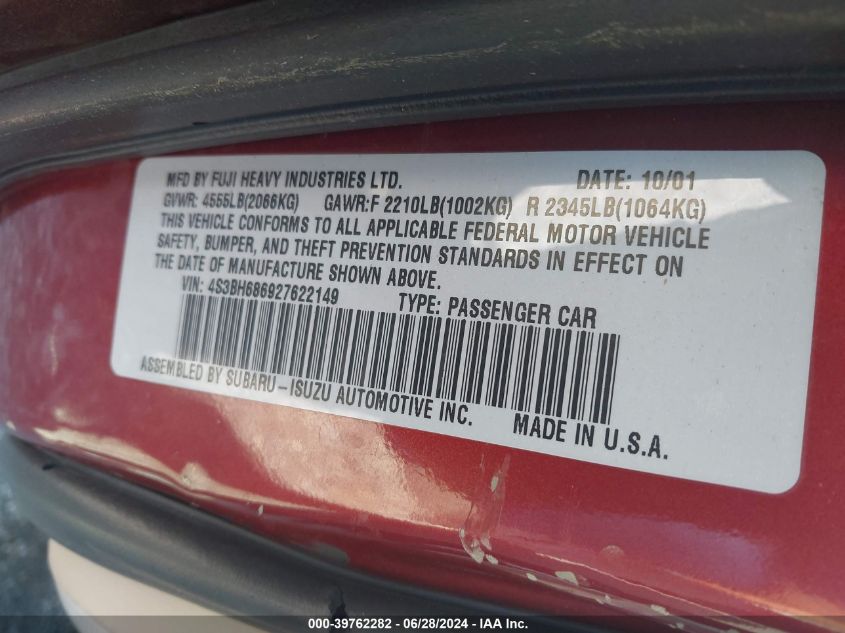 MFD BY FUJI HEAVY INDUSTRIES LTD. DATE: 10/01
GVWR: 4555LB(2066KG) GAWR:F 2210LB(1002KG) R 2345LB(1064KG)
THIS VEHICLE CONFORMS TO ALL APPLICABLE FEDERAL MOTOR VEHICLE
SAFETY, BUMPER, AND THEFT PREVENTION STANDARDS IN EFFECT ON
THE DATE OF MANUFACTURE SHOWN ABOVE.
VIN: 4S3BH686927622149 TYPE: PASSENGER CAR
ASSEMBLED BY SUBARU-ISUZU AUTOMOTIVE INC. MADE IN U.S.A.
000-39762282 - 06/28/2024 - IAA Inc.